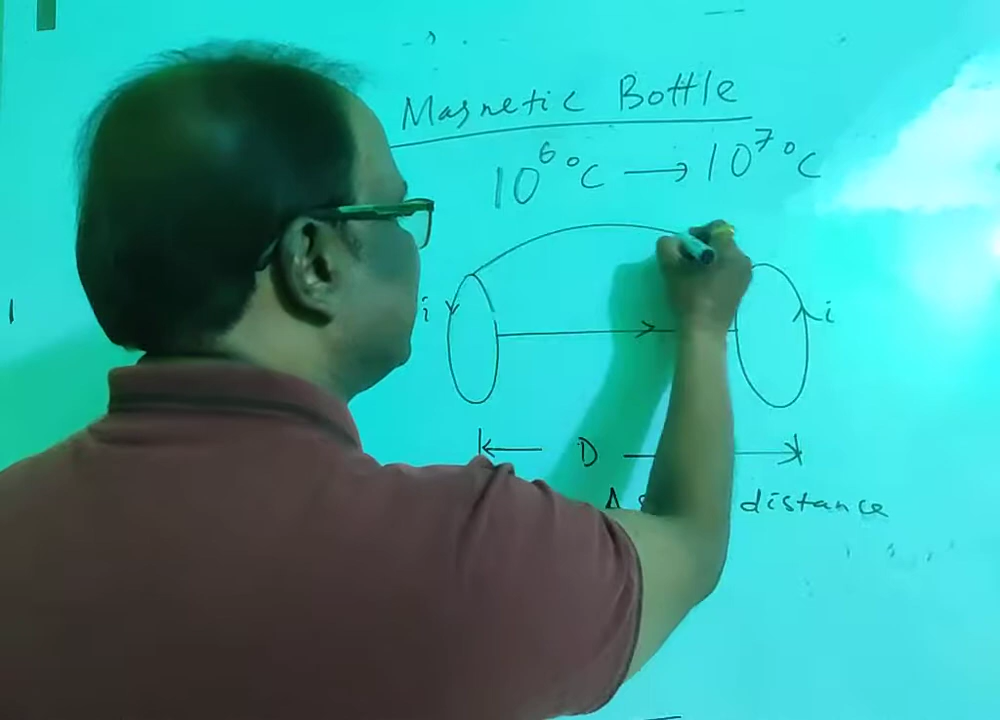 Magnetic Bottle
10⁶ °C → 10⁷ °C
i i
D
distance